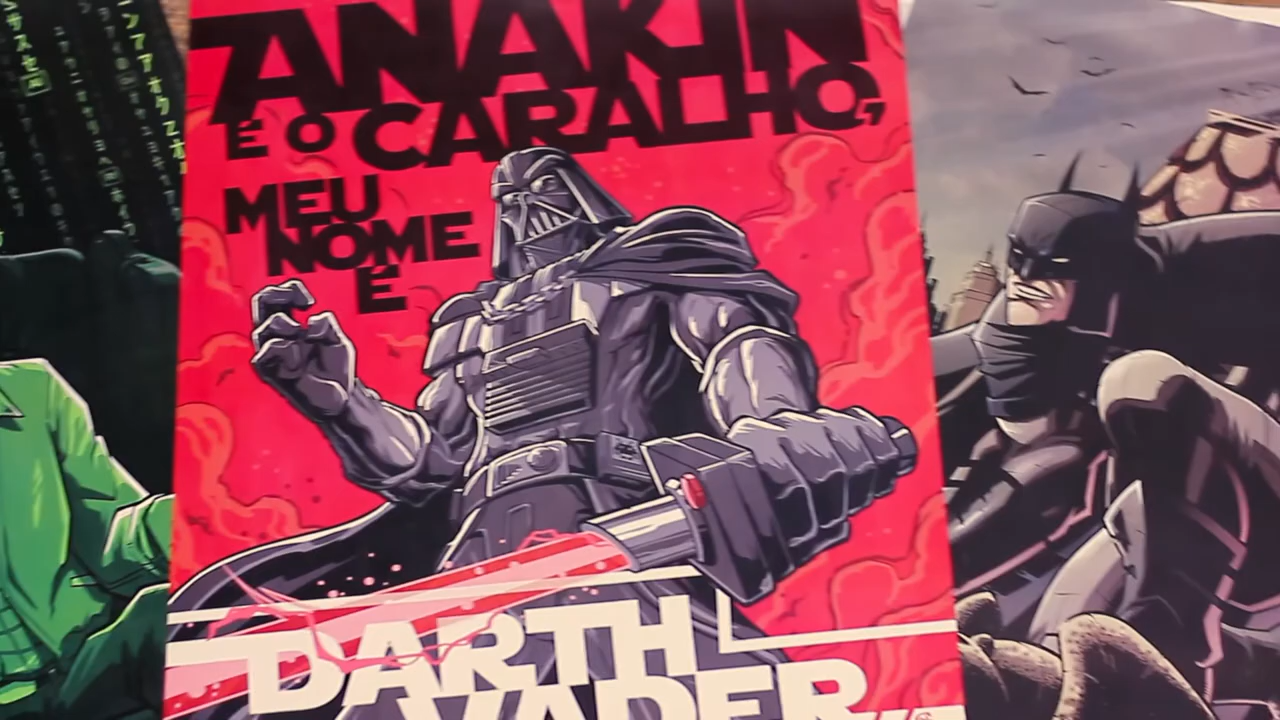 ANAKIN
É O CARALHO,
MEU
NOME
É
DARTH
VADER